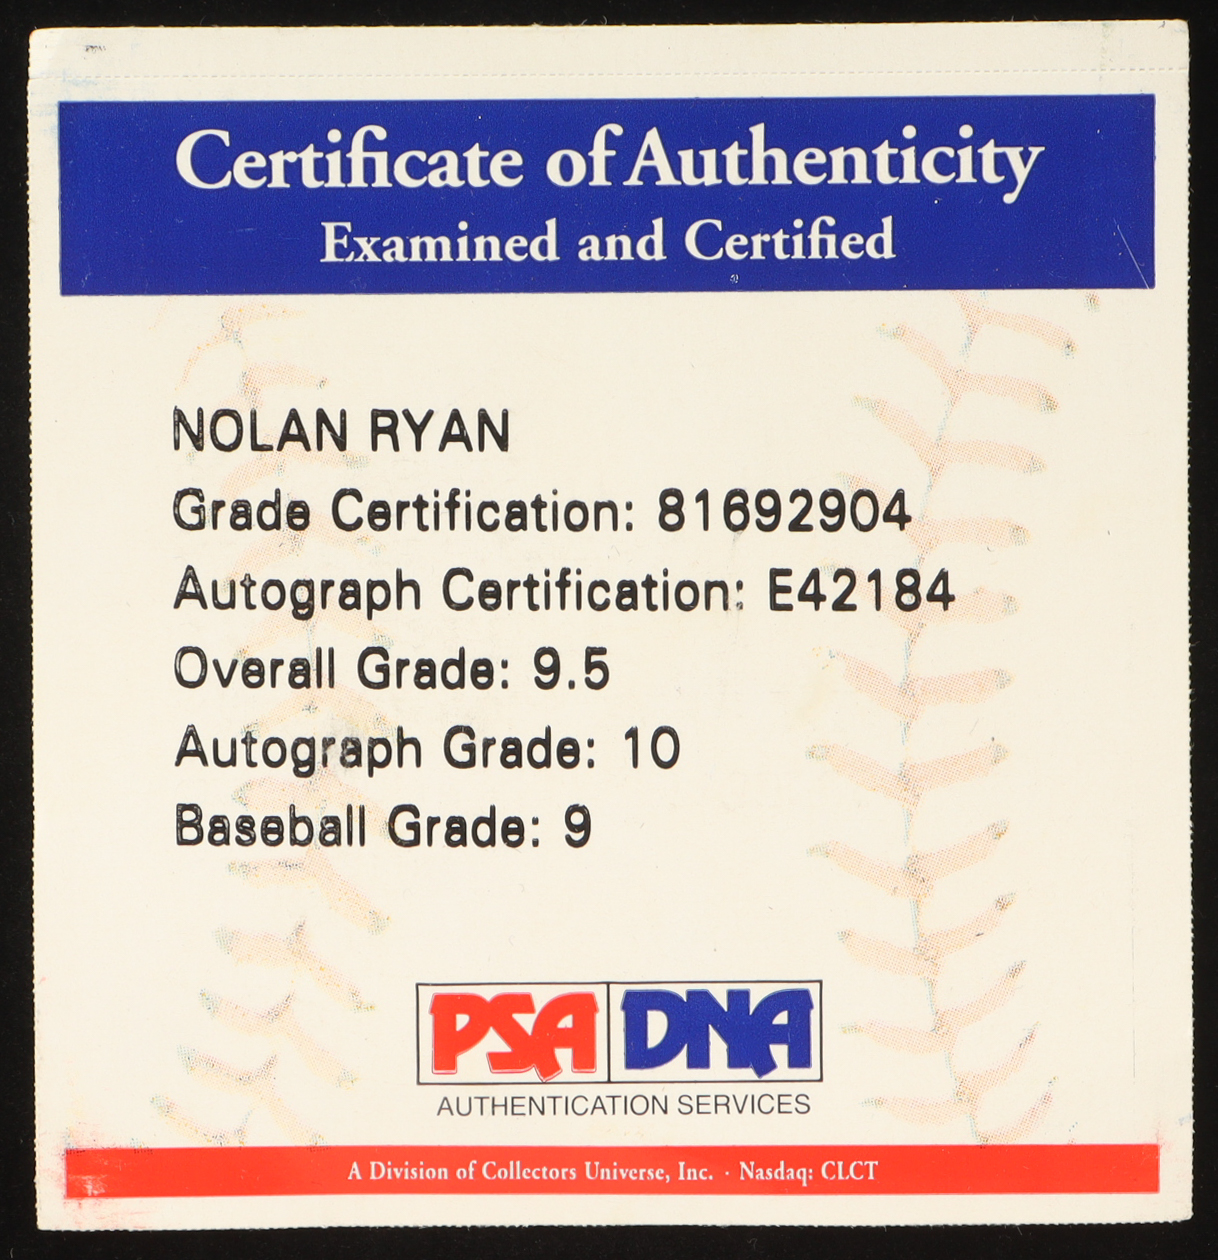 Certificate of Authenticity
Examined and Certified
NOLAN RYAN
Grade Certification: 81692904
Autograph Certification: E42184
Overall Grade: 9.5
Autograph Grade: 10
Baseball Grade: 9
PSA DNA
AUTHENTICATION SERVICES
A Division of Collectors Universe, Inc. · Nasdaq: CLCT